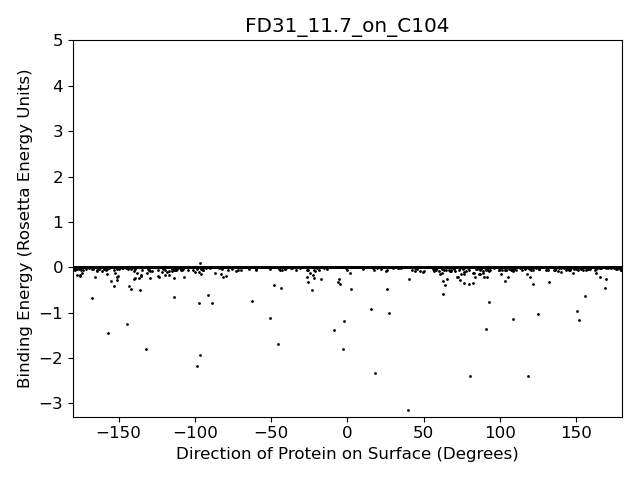 FD31_11.7_on_C104
Binding Energy (Rosetta Energy Units)
5
4
3
2
1
0
−1
−2
−3
−150 −100 −50 0 50 100 150
Direction of Protein on Surface (Degrees)